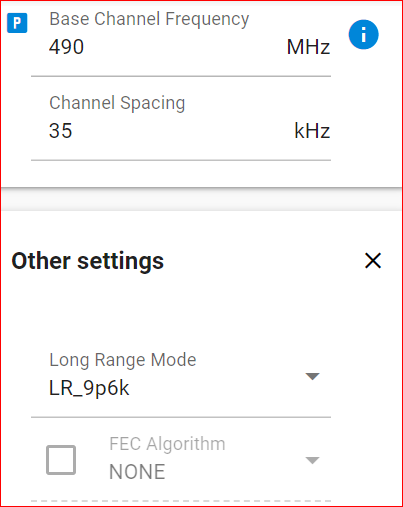 P
Base Channel Frequency
490 MHz
i
Channel Spacing
35 kHz
Other settings
Long Range Mode
LR_9p6k
FEC Algorithm
NONE